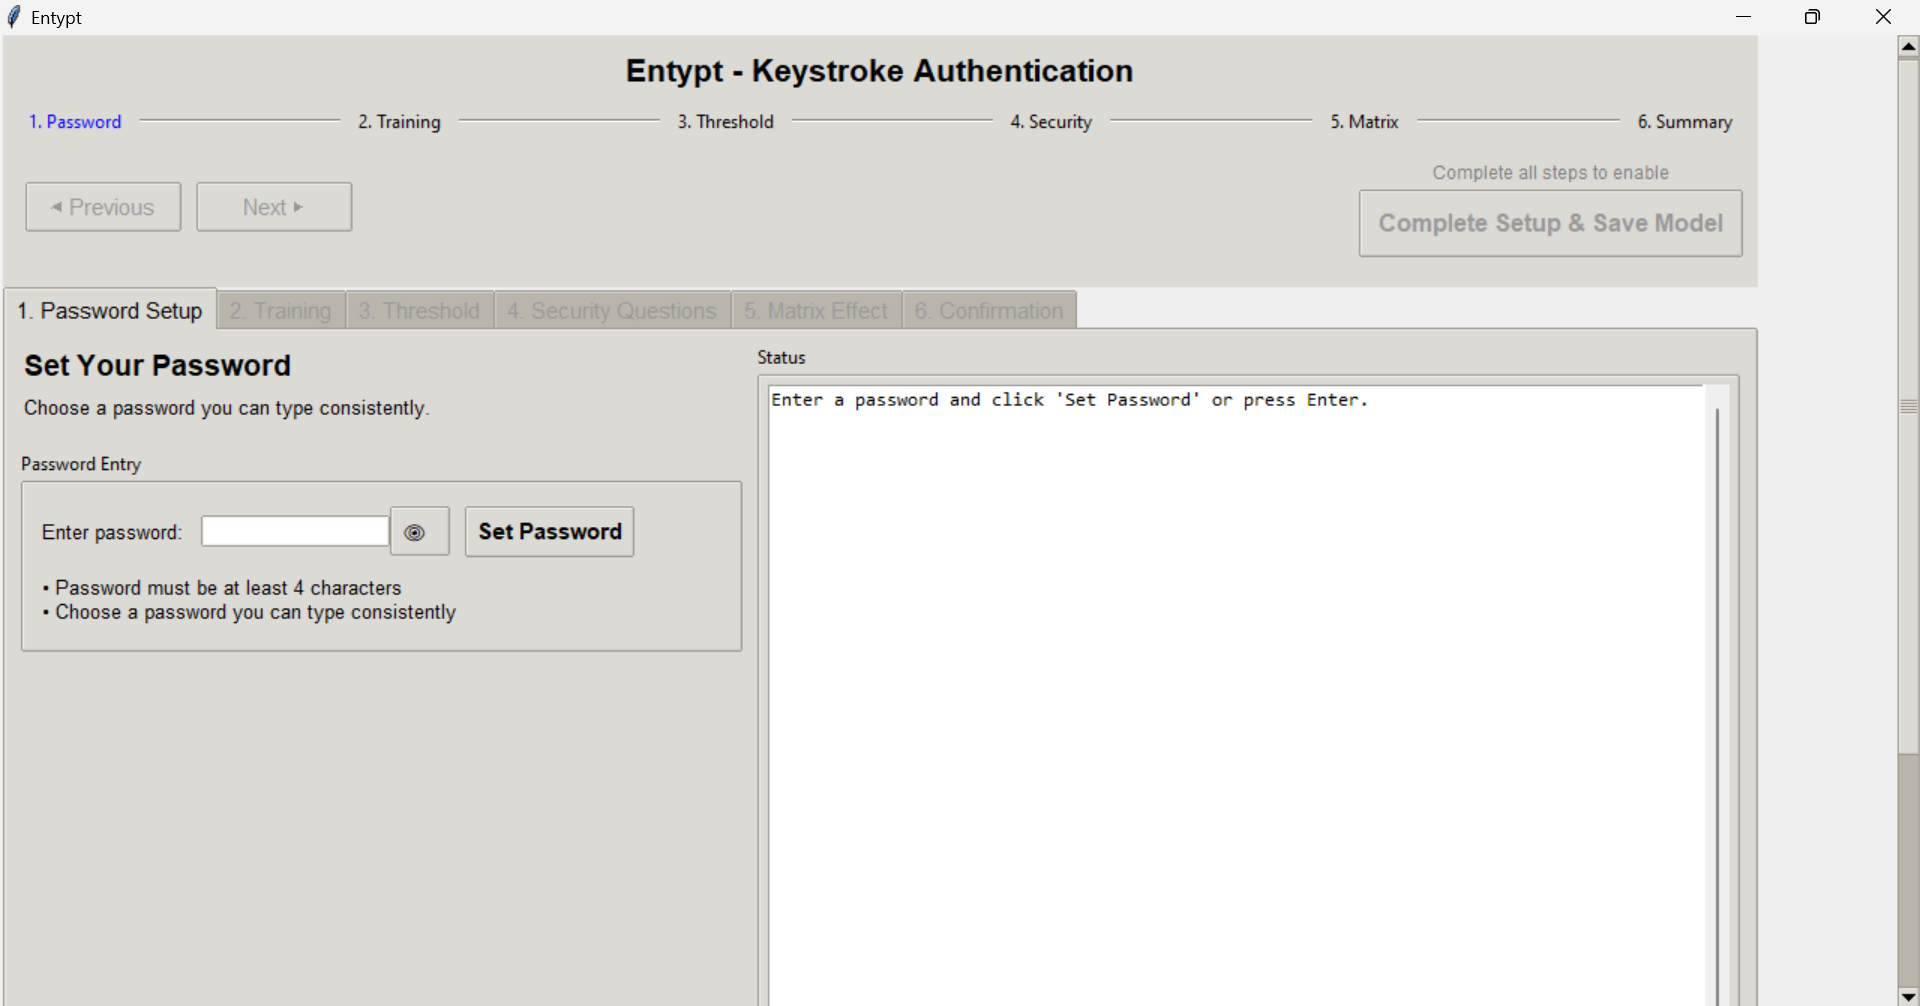 Entypt
Entypt - Keystroke Authentication
1. Password
2. Training
3. Threshold
4. Security
5. Matrix
6. Summary
Complete all steps to enable
◂ Previous
Next ▸
Complete Setup & Save Model
1. Password Setup
2. Training
3. Threshold
4. Security Questions
5. Matrix Effect
6. Confirmation
Set Your Password
Choose a password you can type consistently.
Status
Enter a password and click 'Set Password' or press Enter.
Password Entry
Enter password:
Set Password
• Password must be at least 4 characters
• Choose a password you can type consistently